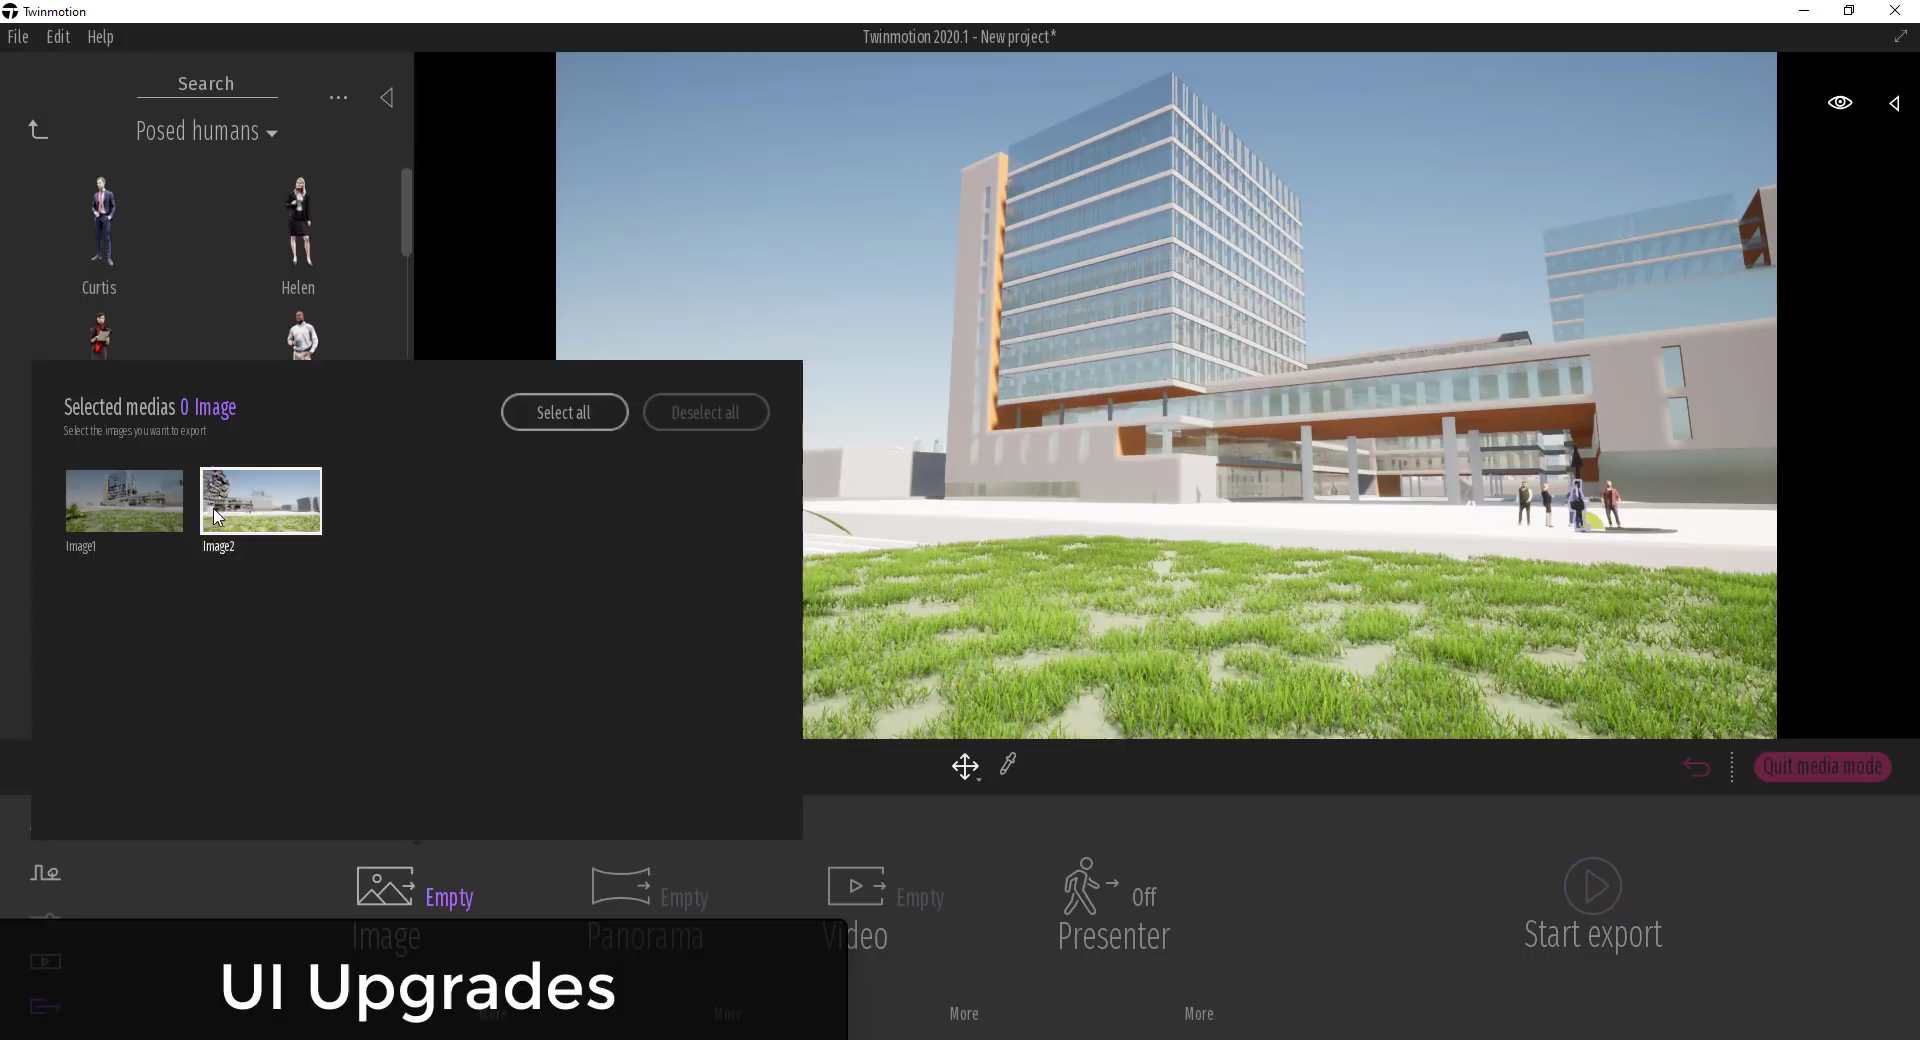 Twinmotion
File Edit Help
Twinmotion 2020.1 - New project*
Search
Posed humans
Curtis
Helen
Selected medias 0 Image
Select the images you want to export
Select all
Deselect all
Image1
Image2
Quit media mode
Empty
Image
Empty
Panorama
Empty
Video
Off
Presenter
Start export
More
More
More
More
UI Upgrades